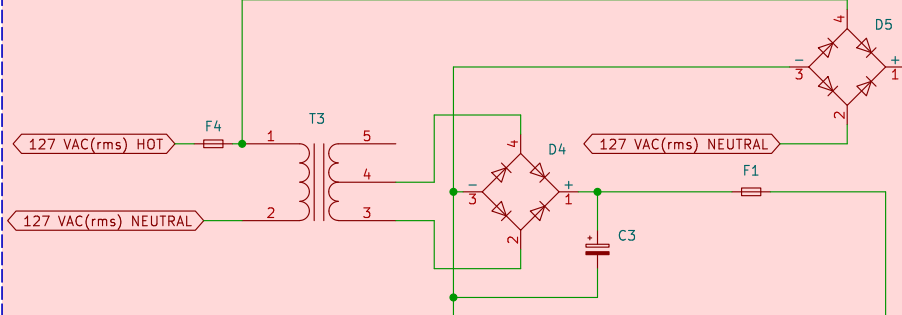 4
D5
-
3
+
1
2
T3
F4
127 VAC(rms) HOT
1
5
4
D4
127 VAC(rms) NEUTRAL
4
F1
-
3
+
1
127 VAC(rms) NEUTRAL
2
3
2
+
C3